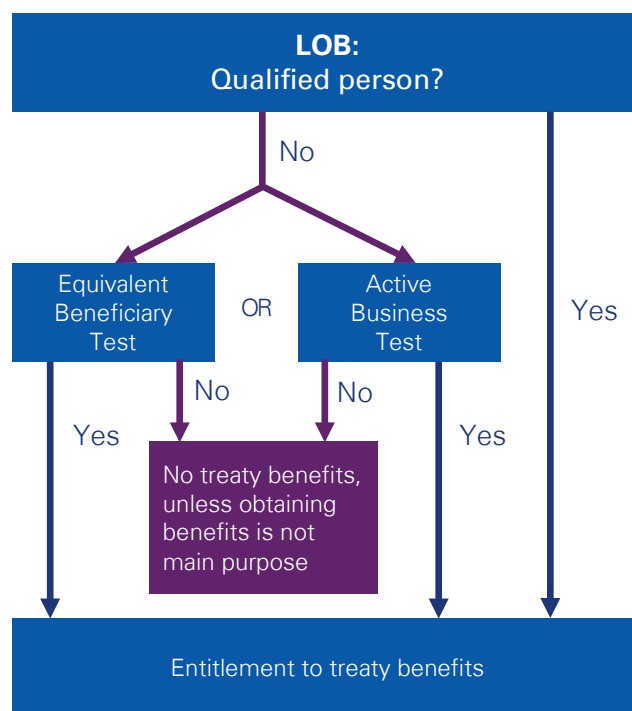 LOB:
Qualified person?
No
Equivalent
Beneficiary
Test
OR
Active
Business
Test
Yes
No
No
Yes
Yes
No treaty benefits,
unless obtaining
benefits is not
main purpose
Entitlement to treaty benefits